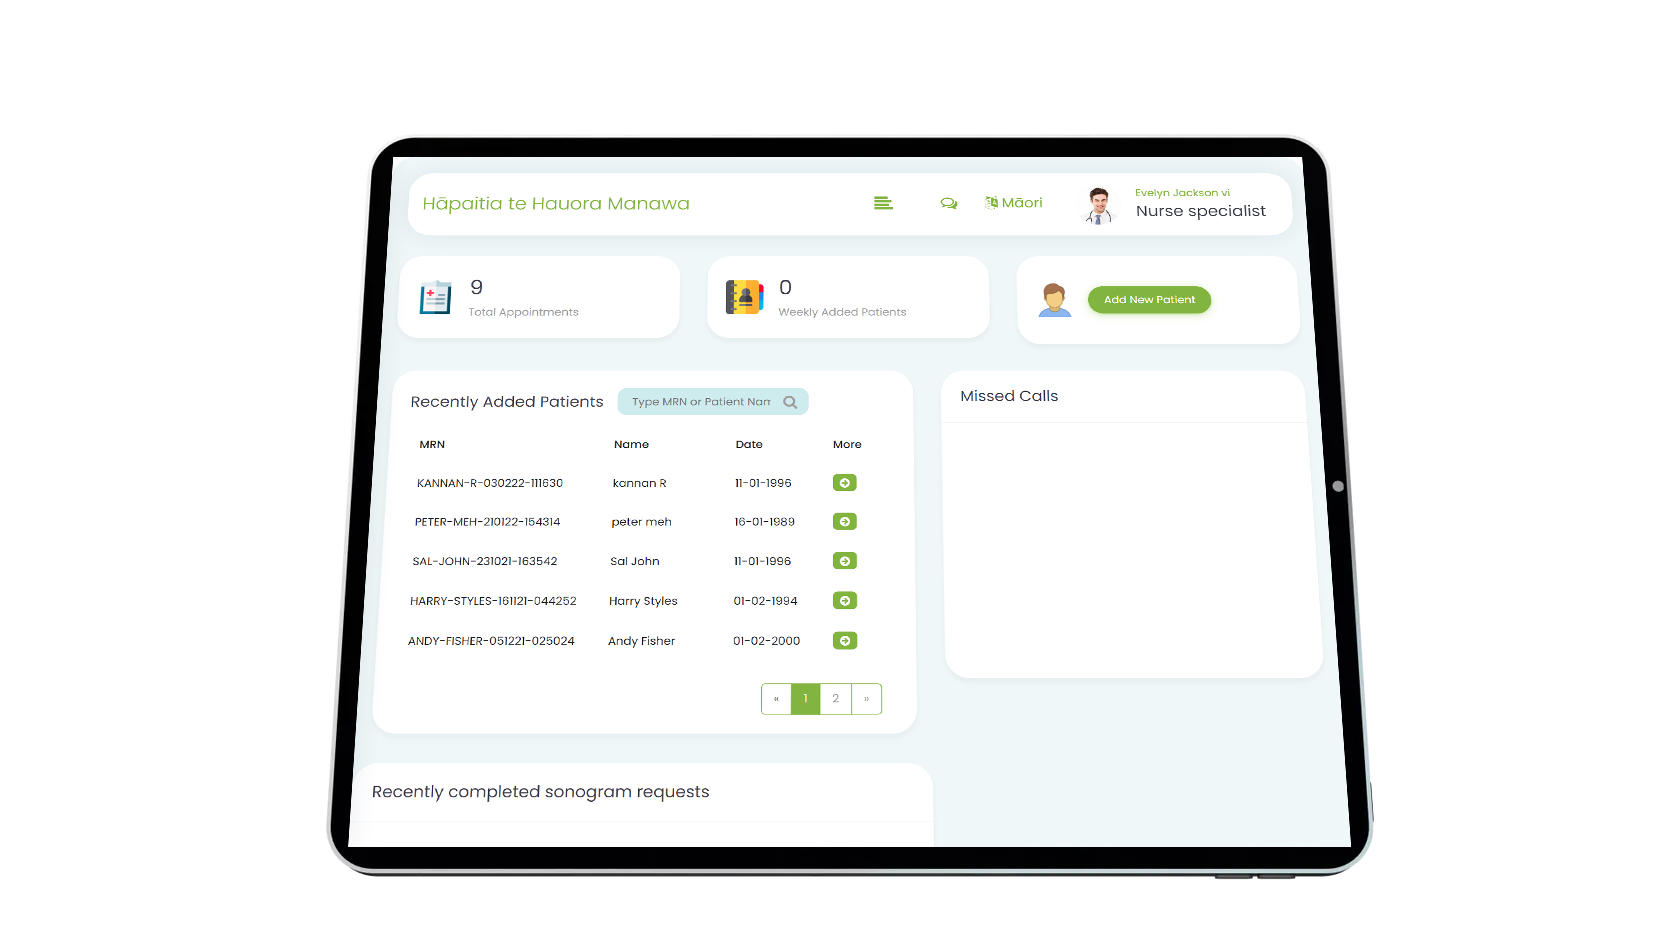 Hāpaitia te Hauora Manawa
Māori
Evelyn Jackson vi
Nurse specialist
9
Total Appointments
0
Weekly Added Patients
Add New Patient
Recently Added Patients
Type MRN or Patient Nam
Missed Calls
MRN Name Date More
KANNAN-R-030222-111630 kannan R 11-01-1996
PETER-MEH-210122-154314 peter meh 16-01-1989
SAL-JOHN-231021-163542 Sal John 11-01-1996
HARRY-STYLES-161121-044252 Harry Styles 01-02-1994
ANDY-FISHER-051221-025024 Andy Fisher 01-02-2000
« 1 2 »
Recently completed sonogram requests